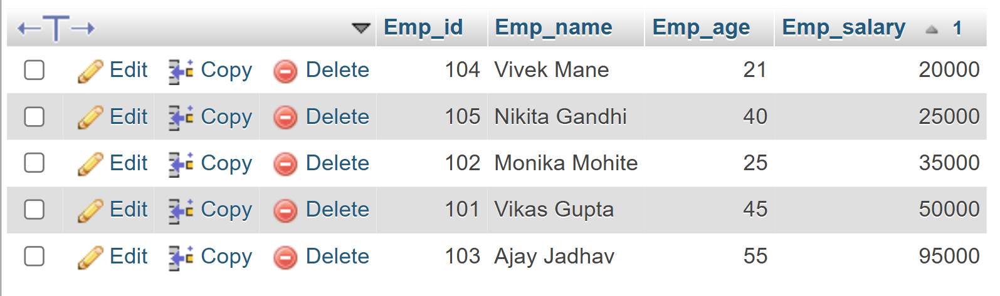 Emp_id Emp_name Emp_age Emp_salary 1
Edit Copy Delete 104 Vivek Mane 21 20000
Edit Copy Delete 105 Nikita Gandhi 40 25000
Edit Copy Delete 102 Monika Mohite 25 35000
Edit Copy Delete 101 Vikas Gupta 45 50000
Edit Copy Delete 103 Ajay Jadhav 55 95000